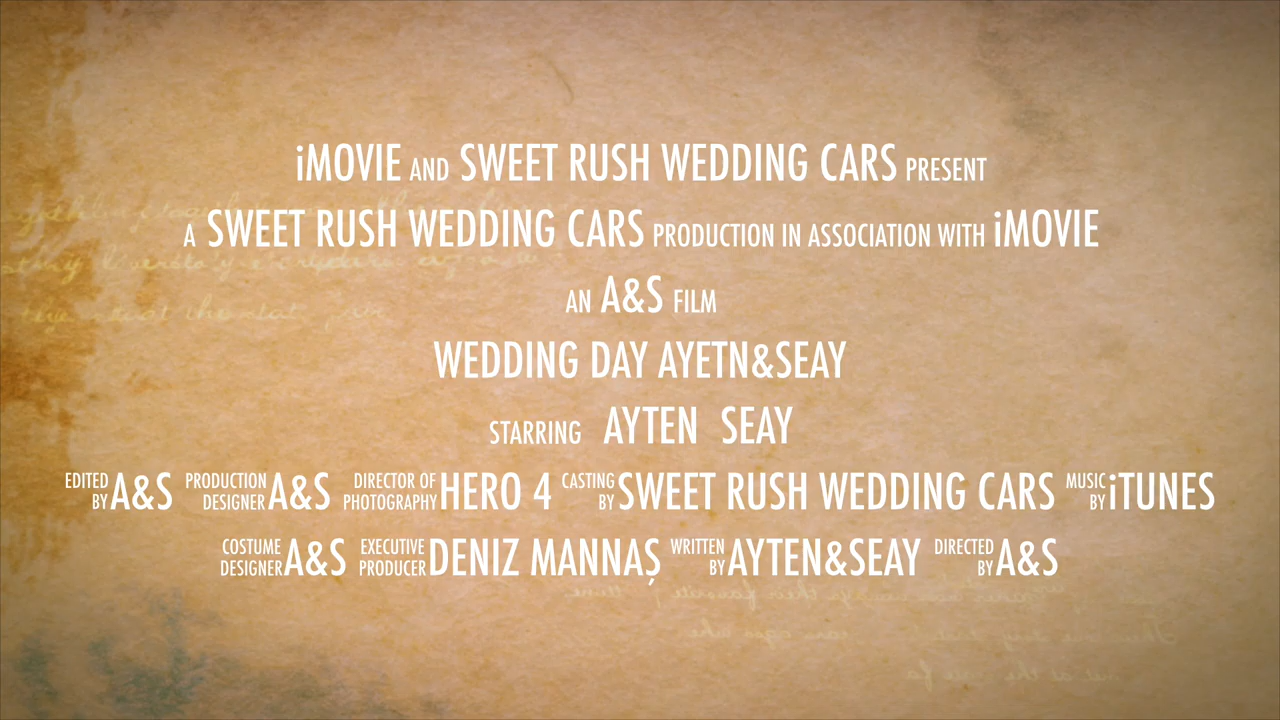 iMOVIE AND SWEET RUSH WEDDING CARS PRESENT
A SWEET RUSH WEDDING CARS PRODUCTION IN ASSOCIATION WITH iMOVIE
AN A&S FILM
WEDDING DAY AYETN&SEAY
STARRING AYTEN SEAY
EDITED BY A&S PRODUCTION DESIGNER A&S DIRECTOR OF PHOTOGRAPHY HERO 4 CASTING BY SWEET RUSH WEDDING CARS MUSIC BY iTUNES
COSTUME DESIGNER A&S EXECUTIVE PRODUCER DENIZ MANNAŞ WRITTEN BY AYTEN&SEAY DIRECTED BY A&S